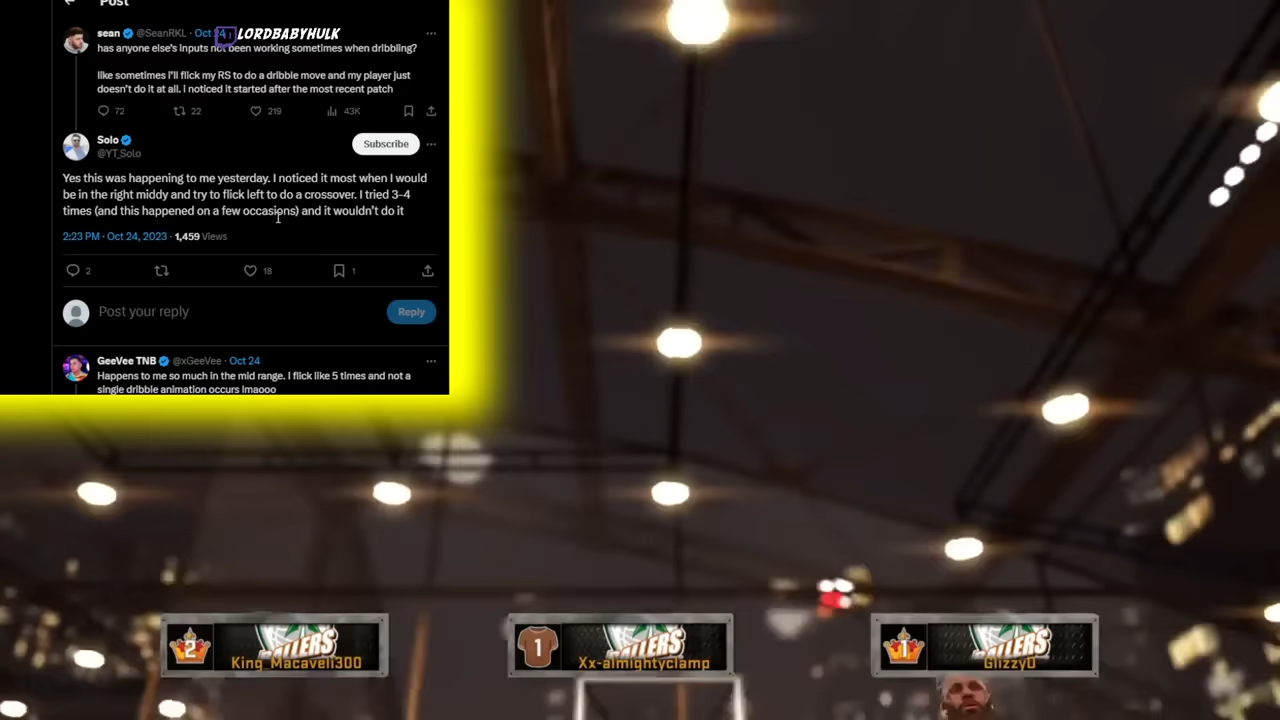 Post
sean @SeanRKL · Oct 24
LORDBABYHULK
has anyone else's inputs not been working sometimes when dribbling?
like sometimes i'll flick my RS to do a dribble move and my player just
doesn't do it at all. i noticed it started after the most recent patch
72 22 219 43K
Solo
@YT_Solo
Subscribe
Yes this was happening to me yesterday. I noticed it most when I would
be in the right middy and try to flick left to do a crossover. I tried 3-4
times (and this happened on a few occasions) and it wouldn't do it
2:23 PM · Oct 24, 2023 · 1,459 Views
2 18 1
Post your reply
Reply
GeeVee TNB @xGeeVee · Oct 24
Happens to me so much in the mid range. I flick like 5 times and not a
single dribble animation occurs lmaooo
2 King_Macaveli300
1 Xx-almightyclamp
1 GlizzyD